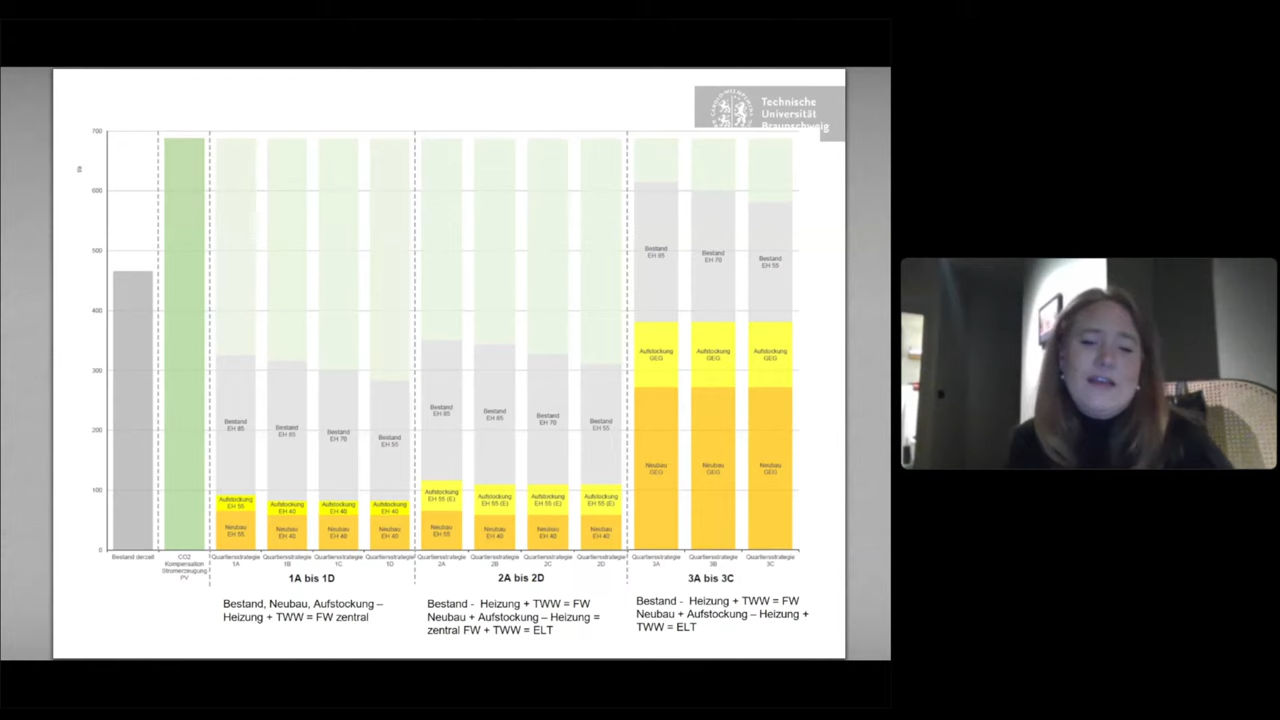 Technische
Universität
Braunschweig
700
600
500
400
300
200
100
0
Bestand
EH 85
Bestand
EH 85
Bestand
EH 70
Bestand
EH 55
Bestand
EH 85
Bestand
EH 85
Bestand
EH 70
Bestand
EH 55
Bestand
EH 85
Bestand
EH 70
Bestand
EH 55
Aufstockung
EH 55
Aufstockung
EH 40
Aufstockung
EH 40
Aufstockung
EH 40
Aufstockung
EH 55 (E)
Aufstockung
EH 55 (E)
Aufstockung
EH 55 (E)
Aufstockung
EH 55 (E)
Aufstockung
GEG
Aufstockung
GEG
Aufstockung
GEG
Neubau
EH 55
Neubau
EH 40
Neubau
EH 40
Neubau
EH 40
Neubau
EH 55
Neubau
EH 40
Neubau
EH 40
Neubau
EH 40
Neubau
GEG
Neubau
GEG
Neubau
GEG
Bestand derzeit
CO2
Kompensation
Stromerzeugung
PV
Quartiersstrategie
1A
Quartiersstrategie
1B
Quartiersstrategie
1C
Quartiersstrategie
1D
Quartiersstrategie
2A
Quartiersstrategie
2B
Quartiersstrategie
2C
Quartiersstrategie
2D
Quartiersstrategie
3A
Quartiersstrategie
3B
Quartiersstrategie
3C
1A bis 1D
2A bis 2D
3A bis 3C
Bestand, Neubau, Aufstockung –
Heizung + TWW = FW zentral
Bestand - Heizung + TWW = FW
Neubau + Aufstockung – Heizung =
zentral FW + TWW = ELT
Bestand - Heizung + TWW = FW
Neubau + Aufstockung – Heizung +
TWW = ELT